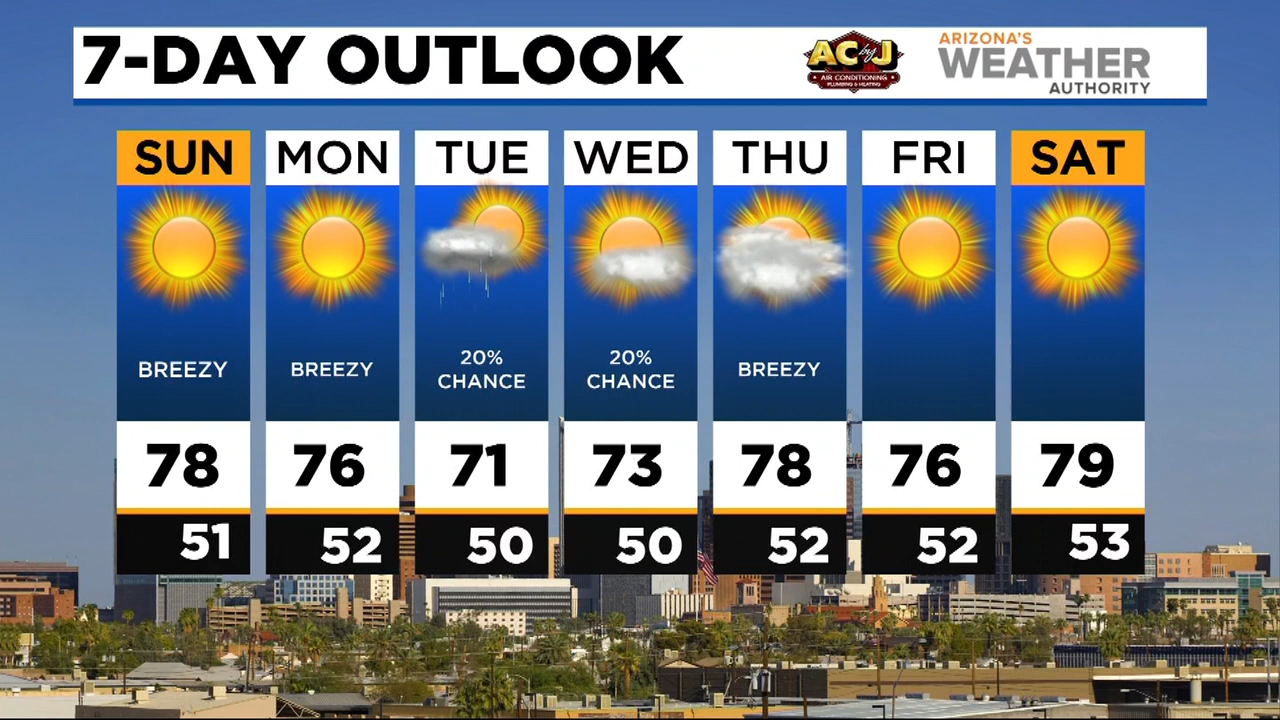 7-DAY OUTLOOK
AC by J
AIR CONDITIONING
PLUMBING & HEATING
ARIZONA'S
WEATHER
AUTHORITY
SUN MON TUE WED THU FRI SAT
BREEZY BREEZY 20% CHANCE 20% CHANCE BREEZY
78 76 71 73 78 76 79
51 52 50 50 52 52 53